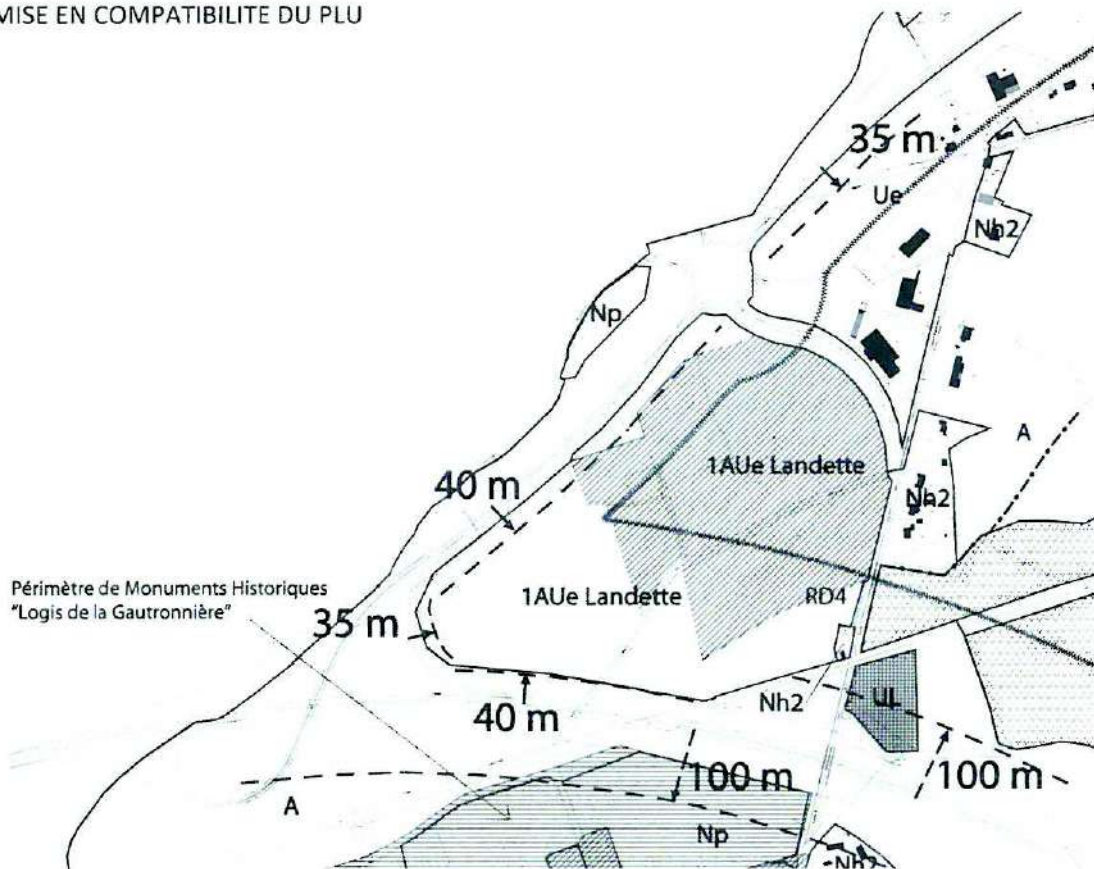 MISE EN COMPATIBILITE DU PLU
35 m
Ue
Nh2
Np
1AUe Landette
A
40 m
Nh2
Périmètre de Monuments Historiques
"Logis de la Gautronnière"
1AUe Landette
RD4
35 m
Nh2
UL
40 m
100 m
100 m
A
Np
Nh2